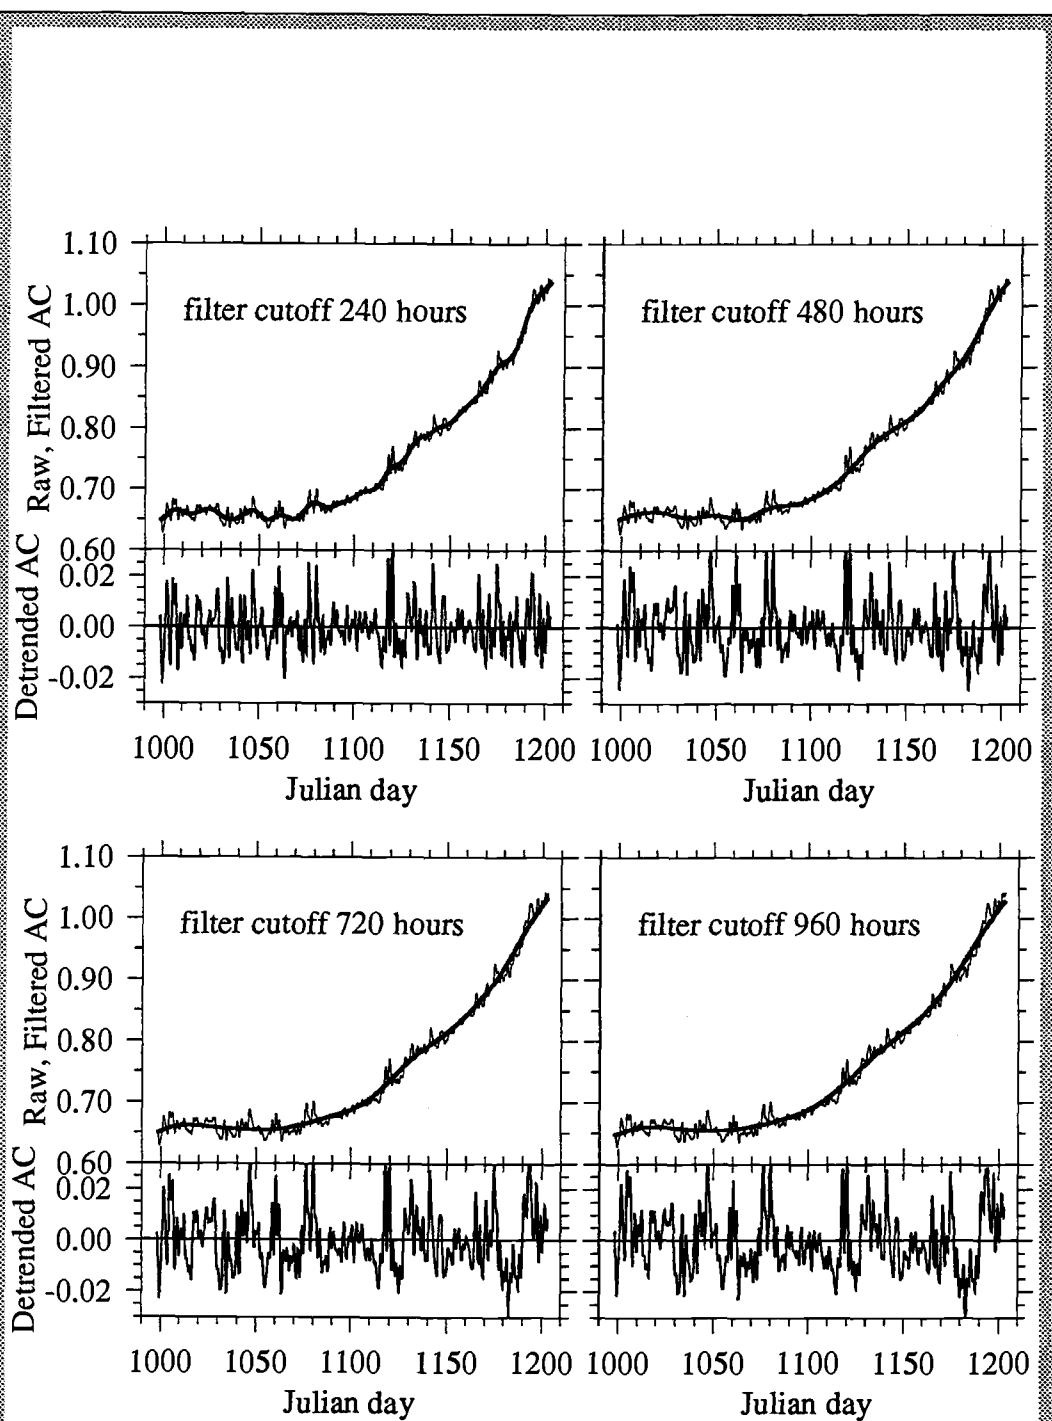 1.10
1.00
0.90
0.80
0.70
0.60
Raw, Filtered AC
filter cutoff 240 hours
filter cutoff 480 hours
0.02
0.00
-0.02
Detrended AC
1000 1050 1100 1150 1200
1000 1050 1100 1150 1200
Julian day
Julian day
1.10
1.00
0.90
0.80
0.70
0.60
Raw, Filtered AC
filter cutoff 720 hours
filter cutoff 960 hours
0.02
0.00
-0.02
Detrended AC
1000 1050 1100 1150 1200
1000 1050 1100 1150 1200
Julian day
Julian day